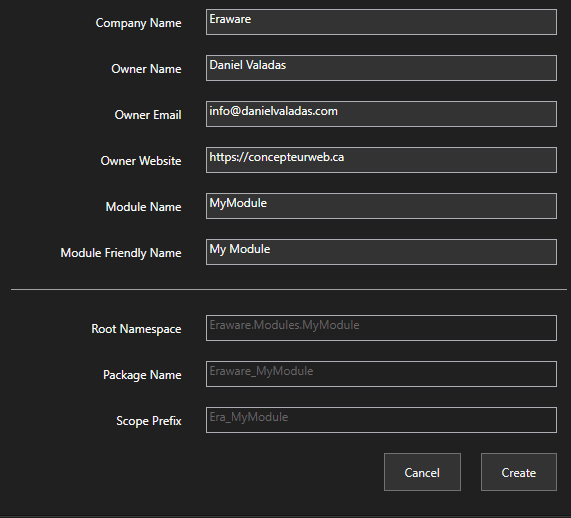 Company Name Eraware
Owner Name Daniel Valadas
Owner Email info@danielvaladas.com
Owner Website https://concepteurweb.ca
Module Name MyModule
Module Friendly Name My Module
Root Namespace Eraware.Modules.MyModule
Package Name Eraware_MyModule
Scope Prefix Era_MyModule
Cancel Create